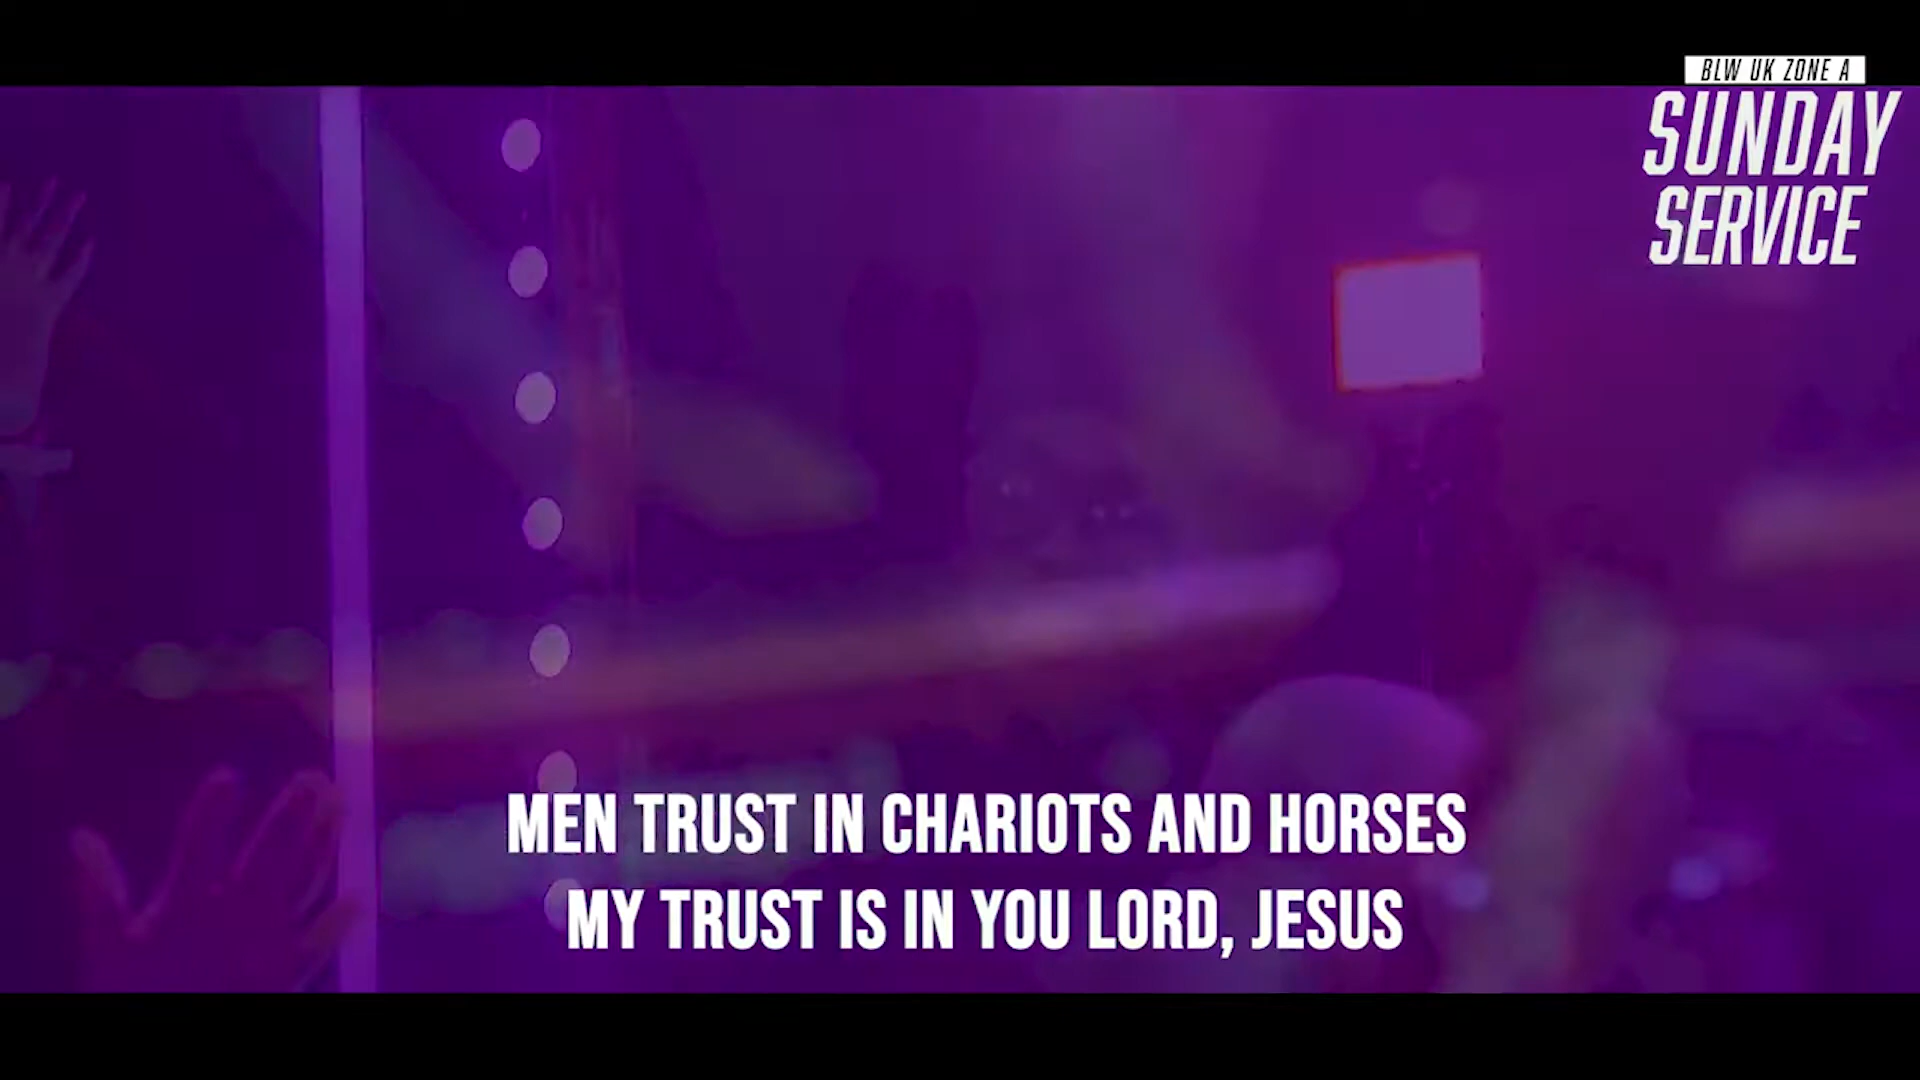 BLW UK ZONE A
SUNDAY
SERVICE
MEN TRUST IN CHARIOTS AND HORSES
MY TRUST IS IN YOU LORD, JESUS